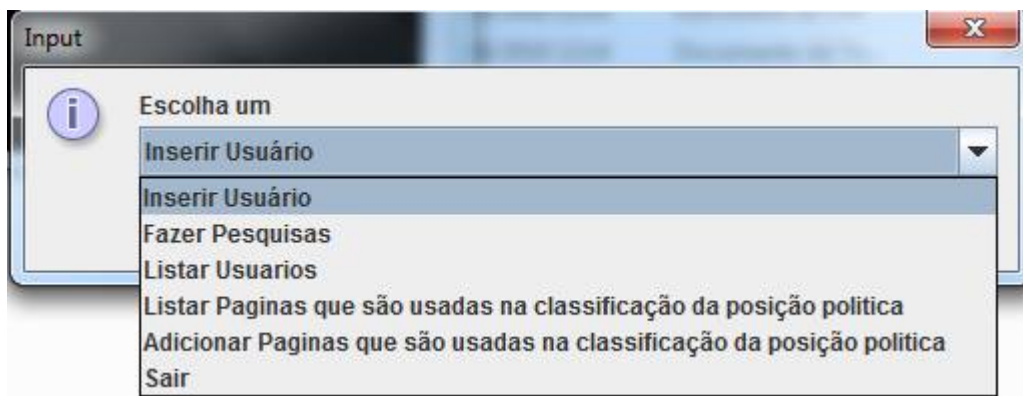 Input
Escolha um
Inserir Usuário
Inserir Usuário
Fazer Pesquisas
Listar Usuarios
Listar Paginas que são usadas na classificação da posição politica
Adicionar Paginas que são usadas na classificação da posição politica
Sair